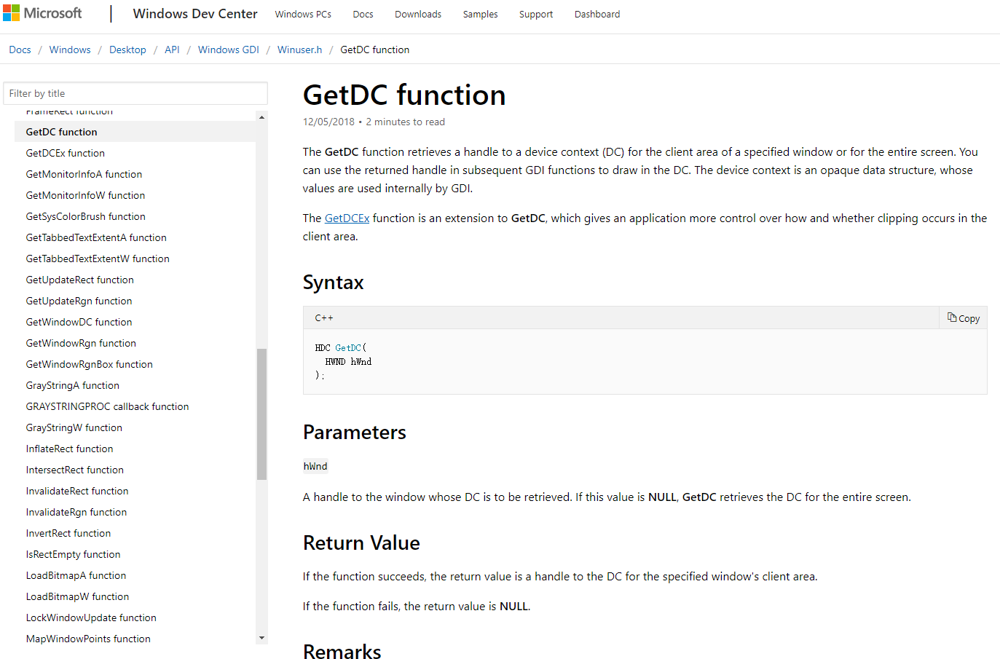 Microsoft
Windows Dev Center
Windows PCs
Docs
Downloads
Samples
Support
Dashboard
Docs / Windows / Desktop / API / Windows GDI / Winuser.h / GetDC function
Filter by title
FrameRect function
GetDC function
GetDCEx function
GetMonitorInfoA function
GetMonitorInfoW function
GetSysColorBrush function
GetTabbedTextExtentA function
GetTabbedTextExtentW function
GetUpdateRect function
GetUpdateRgn function
GetWindowDC function
GetWindowRgn function
GetWindowRgnBox function
GrayStringA function
GRAYSTRINGPROC callback function
GrayStringW function
InflateRect function
IntersectRect function
InvalidateRect function
InvalidateRgn function
InvertRect function
IsRectEmpty function
LoadBitmapA function
LoadBitmapW function
LockWindowUpdate function
MapWindowPoints function
GetDC function
12/05/2018 • 2 minutes to read
The GetDC function retrieves a handle to a device context (DC) for the client area of a specified window or for the entire screen. You
can use the returned handle in subsequent GDI functions to draw in the DC. The device context is an opaque data structure, whose
values are used internally by GDI.
The GetDCEx function is an extension to GetDC, which gives an application more control over how and whether clipping occurs in the
client area.
Syntax
C++
Copy
HDC GetDC(
HWND hWnd
);
Parameters
hWnd
A handle to the window whose DC is to be retrieved. If this value is NULL, GetDC retrieves the DC for the entire screen.
Return Value
If the function succeeds, the return value is a handle to the DC for the specified window's client area.
If the function fails, the return value is NULL.
Remarks